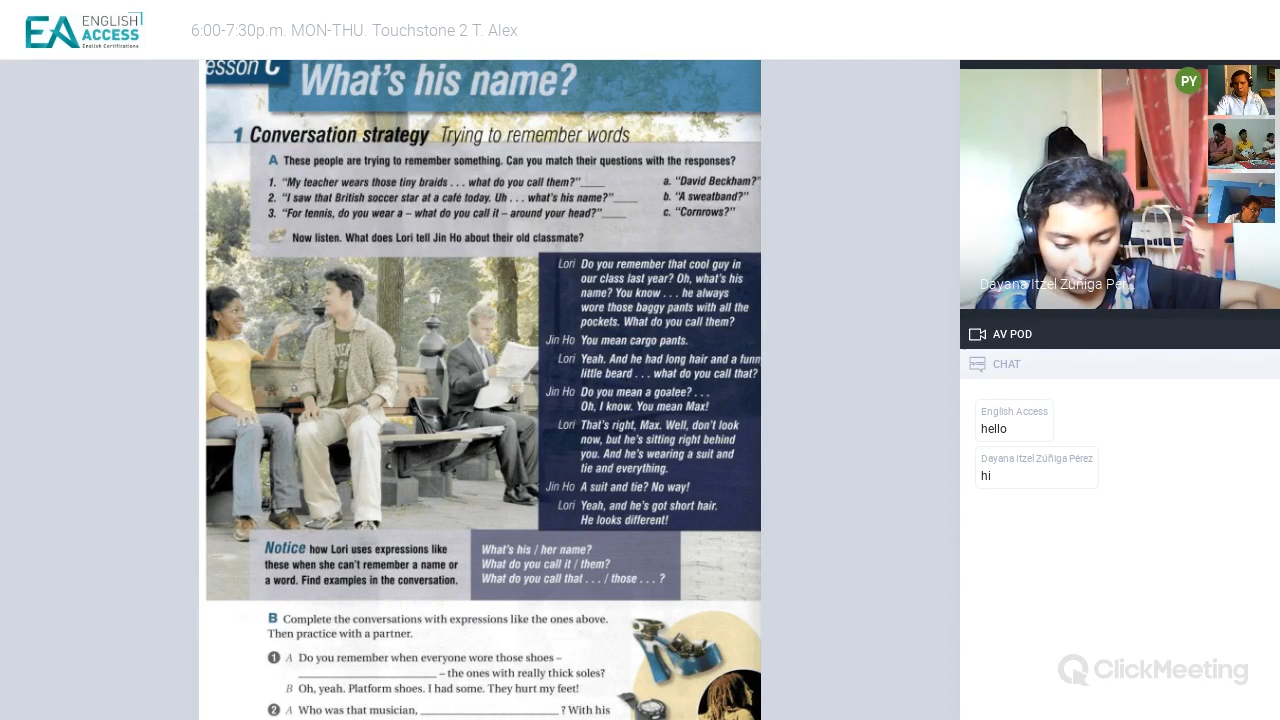 EA ENGLISH ACCESS
English Certifications
6:00-7:30p.m. MON-THU. Touchstone 2 T. Alex
esson C What's his name?
1 Conversation strategy Trying to remember words
A These people are trying to remember something. Can you match their questions with the responses?
1. "My teacher wears those tiny braids . . . what do you call them?"____ a. "David Beckham?"
2. "I saw that British soccer star at a café today. Uh . . . what's his name?"____ b. "A sweatband?"
3. "For tennis, do you wear a – what do you call it – around your head?"____ c. "Cornrows?"
Now listen. What does Lori tell Jin Ho about their old classmate?
Lori Do you remember that cool guy in
our class last year? Oh, what's his
name? You know . . . he always
wore those baggy pants with all the
pockets. What do you call them?
Jin Ho You mean cargo pants.
Lori Yeah. And he had long hair and a funn
little beard . . . what do you call that?
Jin Ho Do you mean a goatee? . . .
Oh, I know. You mean Max!
Lori That's right, Max. Well, don't look
now, but he's sitting right behind
you. And he's wearing a suit and
tie and everything.
Jin Ho A suit and tie? No way!
Lori Yeah, and he's got short hair.
He looks different!
Notice how Lori uses expressions like
these when she can't remember a name or
a word. Find examples in the conversation.
What's his / her name?
What do you call it / them?
What do you call that . . . / those . . . ?
B Complete the conversations with expressions like the ones above.
Then practice with a partner.
1 A Do you remember when everyone wore those shoes –
____________________ – the ones with really thick soles?
B Oh, yeah. Platform shoes. I had some. They hurt my feet!
2 A Who was that musician, ____________________ ? With his
PY
Dayana Itzel Zúñiga Pér...
AV POD
CHAT
English Access
hello
Dayana Itzel Zúñiga Pérez
hi
ClickMeeting